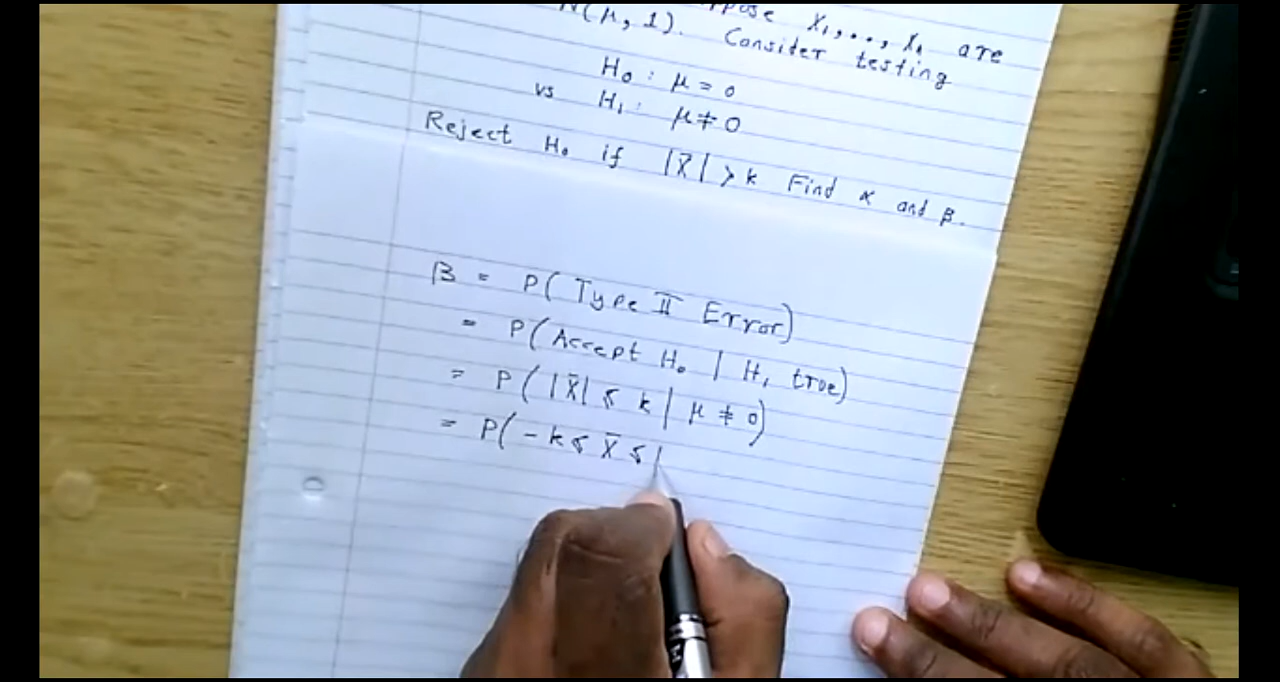 X₁, . . ., Xₙ are
N(μ, 1). Consider testing
H₀ : μ = 0
vs H₁ : μ ≠ 0
Reject H₀ if |X̄| > k Find α and β.
β = P( Type II Error)
= P(Accept H₀ | H₁ true)
= P( |X̄| ≤ k | μ ≠ 0)
= P( - k ≤ X̄ ≤